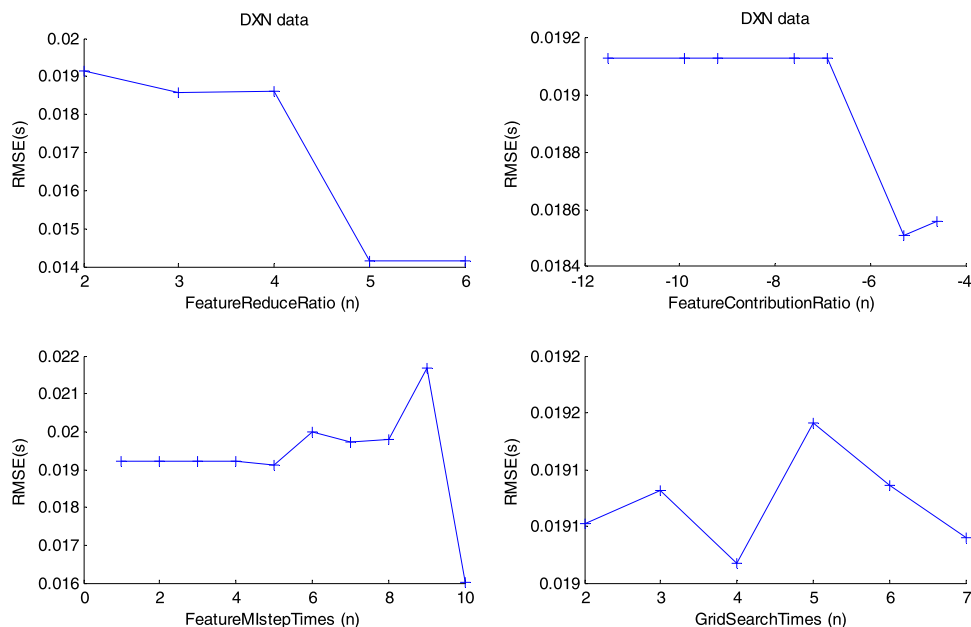 DXN data
0.02
0.019
0.018
0.017
0.016
0.015
0.014
RMSE(s)
2 3 4 5 6
FeatureReduceRatio (n)
DXN data
0.0192
0.019
0.0188
0.0186
0.0184
RMSE(s)
-12 -10 -8 -6 -4
FeatureContributionRatio (n)
0.022
0.021
0.02
0.019
0.018
0.017
0.016
RMSE(s)
0 2 4 6 8 10
FeatureMIstepTimes (n)
0.0192
0.0192
0.0191
0.0191
0.019
RMSE(s)
2 3 4 5 6 7
GridSearchTimes (n)